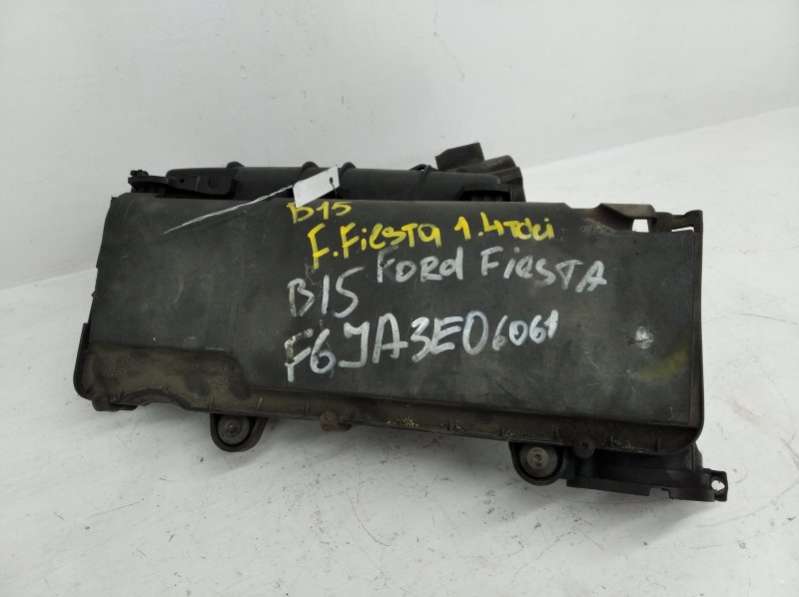 B15
F.Fiesta 1.4TDci
FORD FiESTA
B15
F6JA3E06061